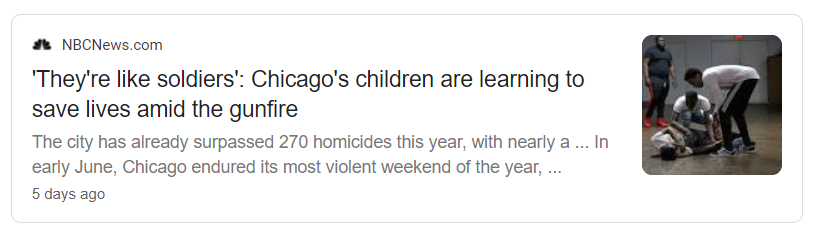 NBCNews.com
'They're like soldiers': Chicago's children are learning to
save lives amid the gunfire
The city has already surpassed 270 homicides this year, with nearly a ... In
early June, Chicago endured its most violent weekend of the year, ...
5 days ago